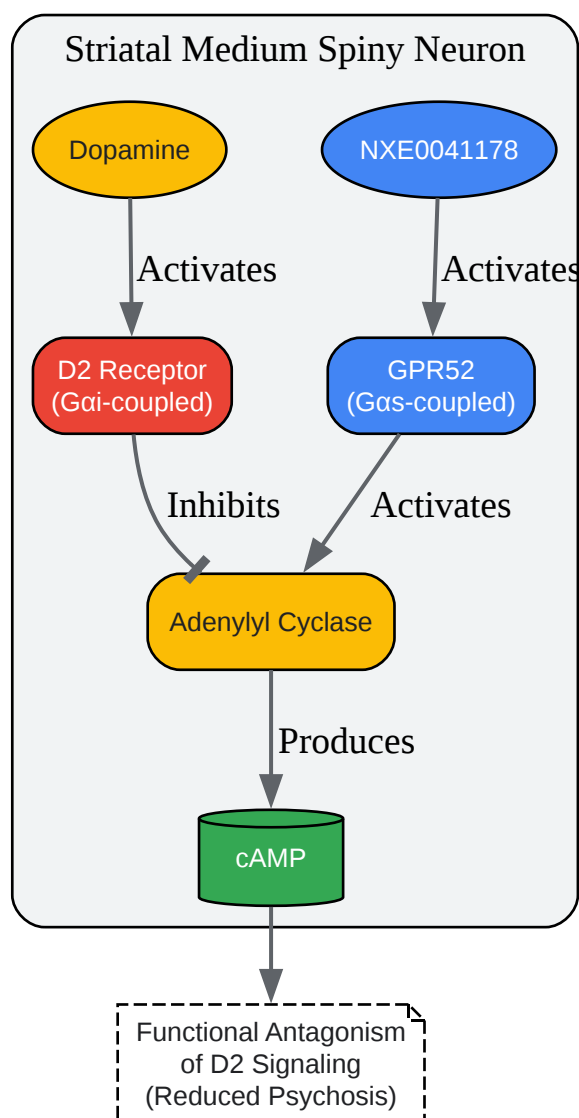 Striatal Medium Spiny Neuron
Dopamine
NXE0041178
Activates
Activates
D2 Receptor
(Gαi-coupled)
GPR52
(Gαs-coupled)
Inhibits
Activates
Adenylyl Cyclase
Produces
cAMP
Functional Antagonism
of D2 Signaling
(Reduced Psychosis)